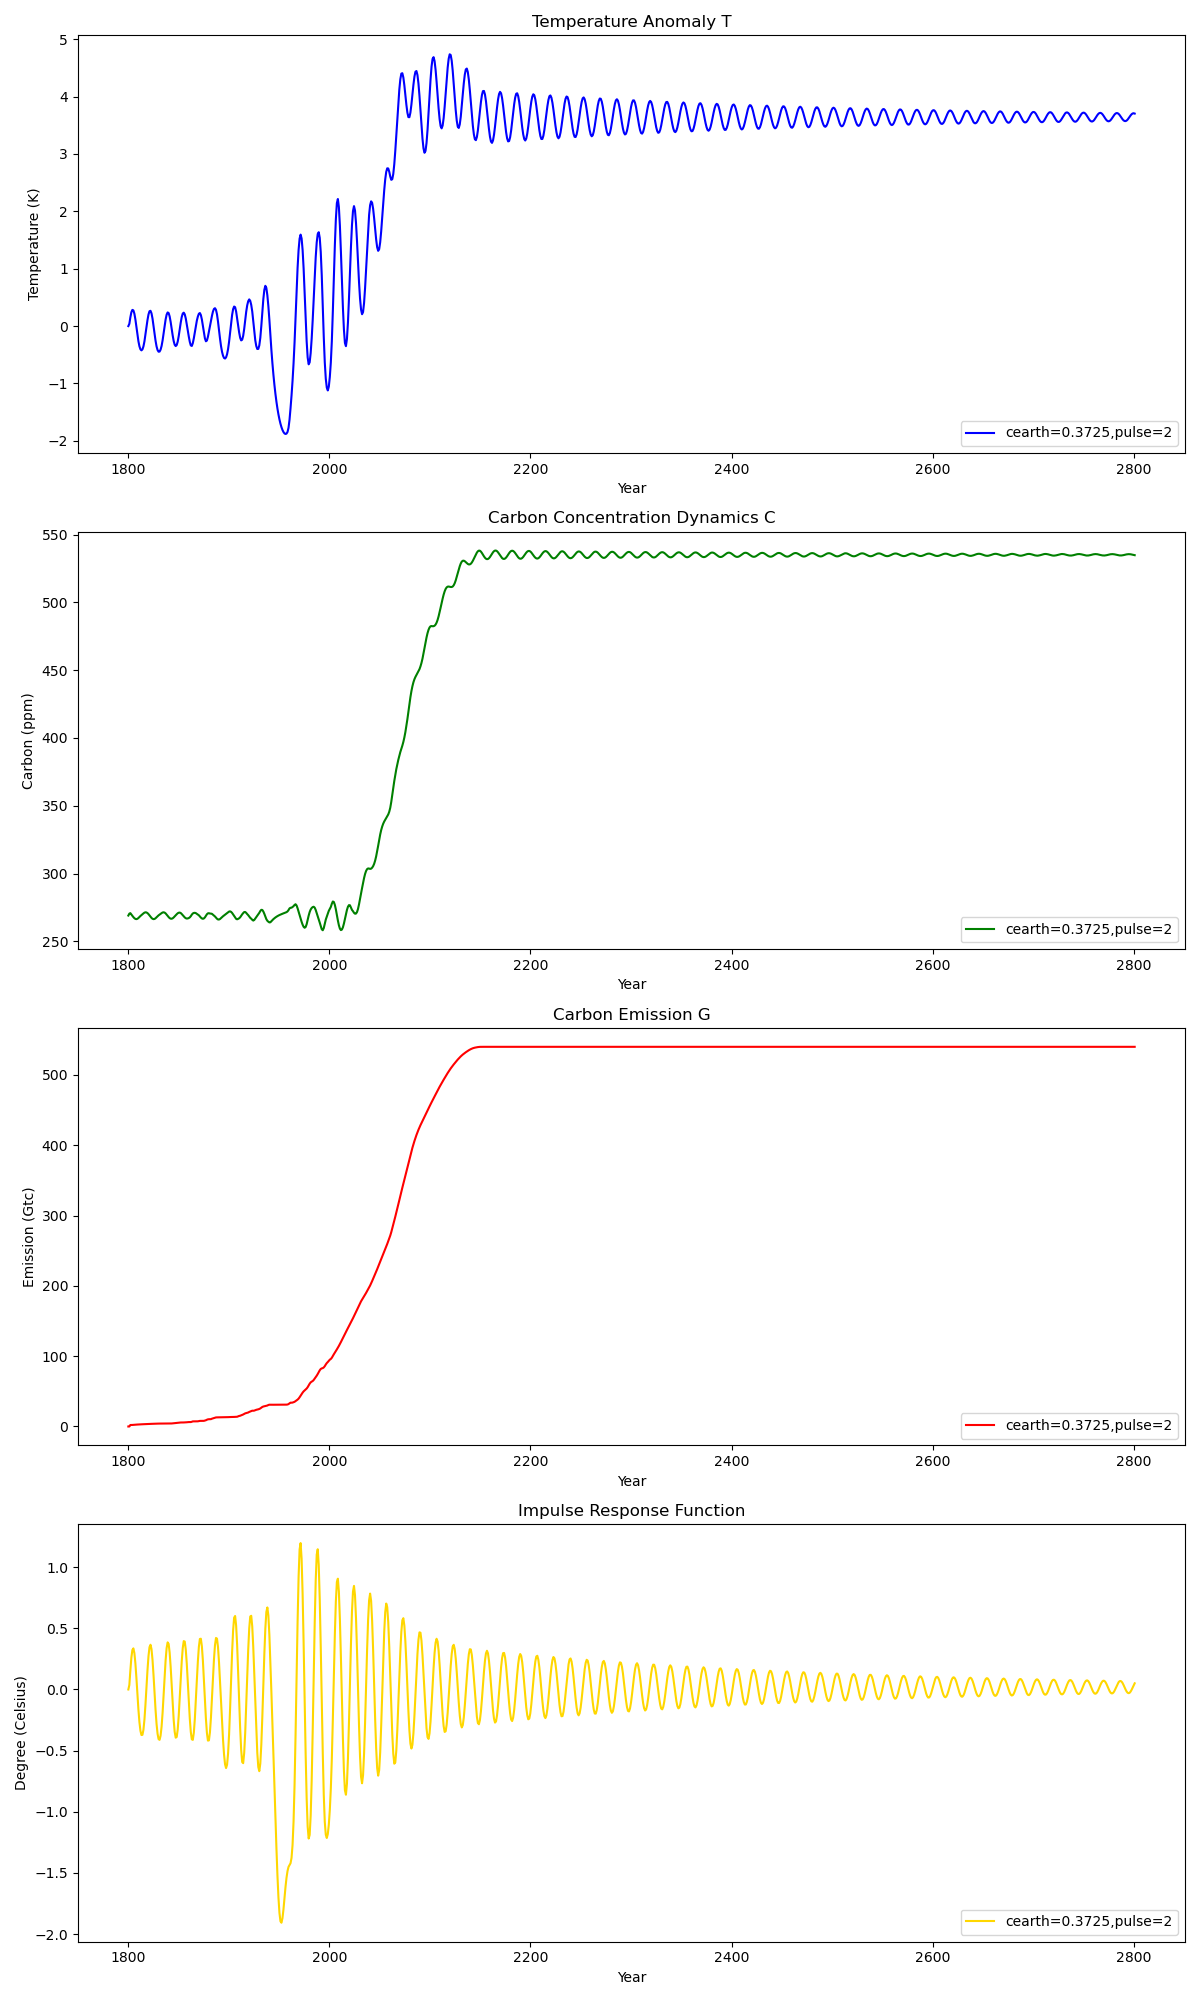 Temperature Anomaly T
5
4
3
2
1
0
−1
−2
Temperature (K)
cearth=0.3725,pulse=2
1800 2000 2200 2400 2600 2800
Year
Carbon Concentration Dynamics C
550
500
450
400
350
300
250
Carbon (ppm)
cearth=0.3725,pulse=2
1800 2000 2200 2400 2600 2800
Year
Carbon Emission G
500
400
300
200
100
0
Emission (Gtc)
cearth=0.3725,pulse=2
1800 2000 2200 2400 2600 2800
Year
Impulse Response Function
1.0
0.5
0.0
−0.5
−1.0
−1.5
−2.0
Degree (Celsius)
cearth=0.3725,pulse=2
1800 2000 2200 2400 2600 2800
Year